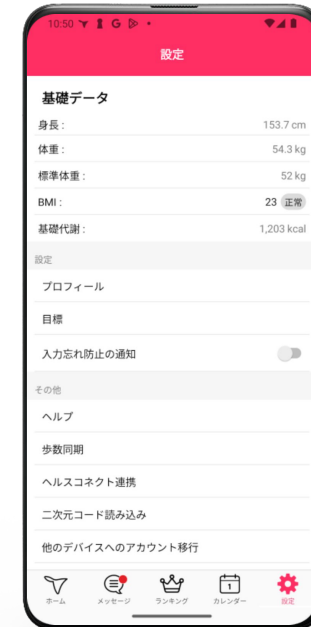 10:50
設定
基礎データ
身長 : 153.7 cm
体重 : 54.3 kg
標準体重 : 52 kg
BMI : 23 正常
基礎代謝 : 1,203 kcal
設定
プロフィール
目標
入力忘れ防止の通知
その他
ヘルプ
歩数同期
ヘルスコネクト連携
二次元コード読み込み
他のデバイスへのアカウント移行
1
ホーム メッセージ ランキング カレンダー 設定